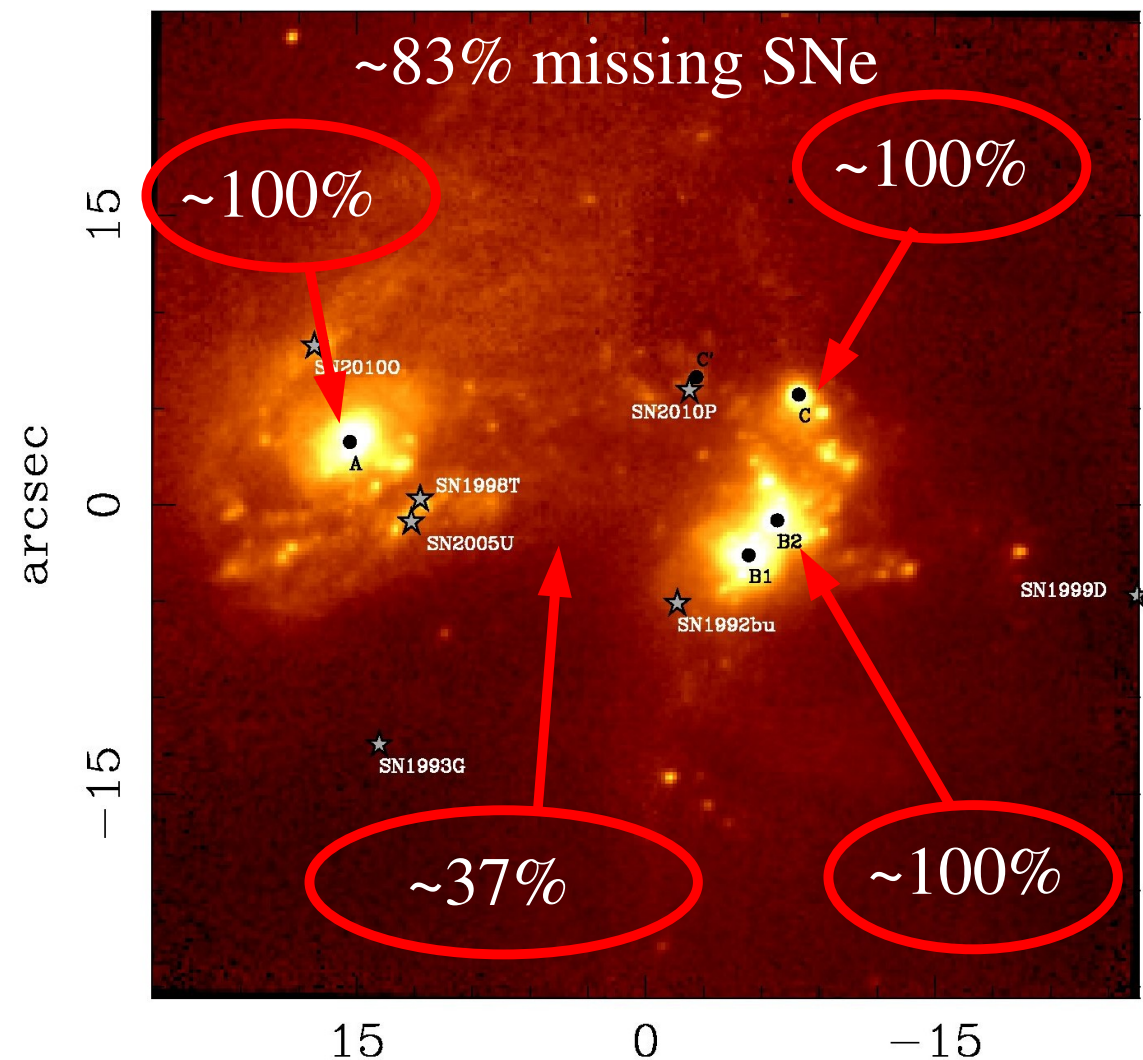 ~83% missing SNe
~100%
~100%
15
SN2010O
C'
SN2010P
C
A
SN1998T
0
SN2005U
B2
B1
SN1999D
SN1992bu
arcsec
SN1993G
−15
~37%
~100%
15
0
−15